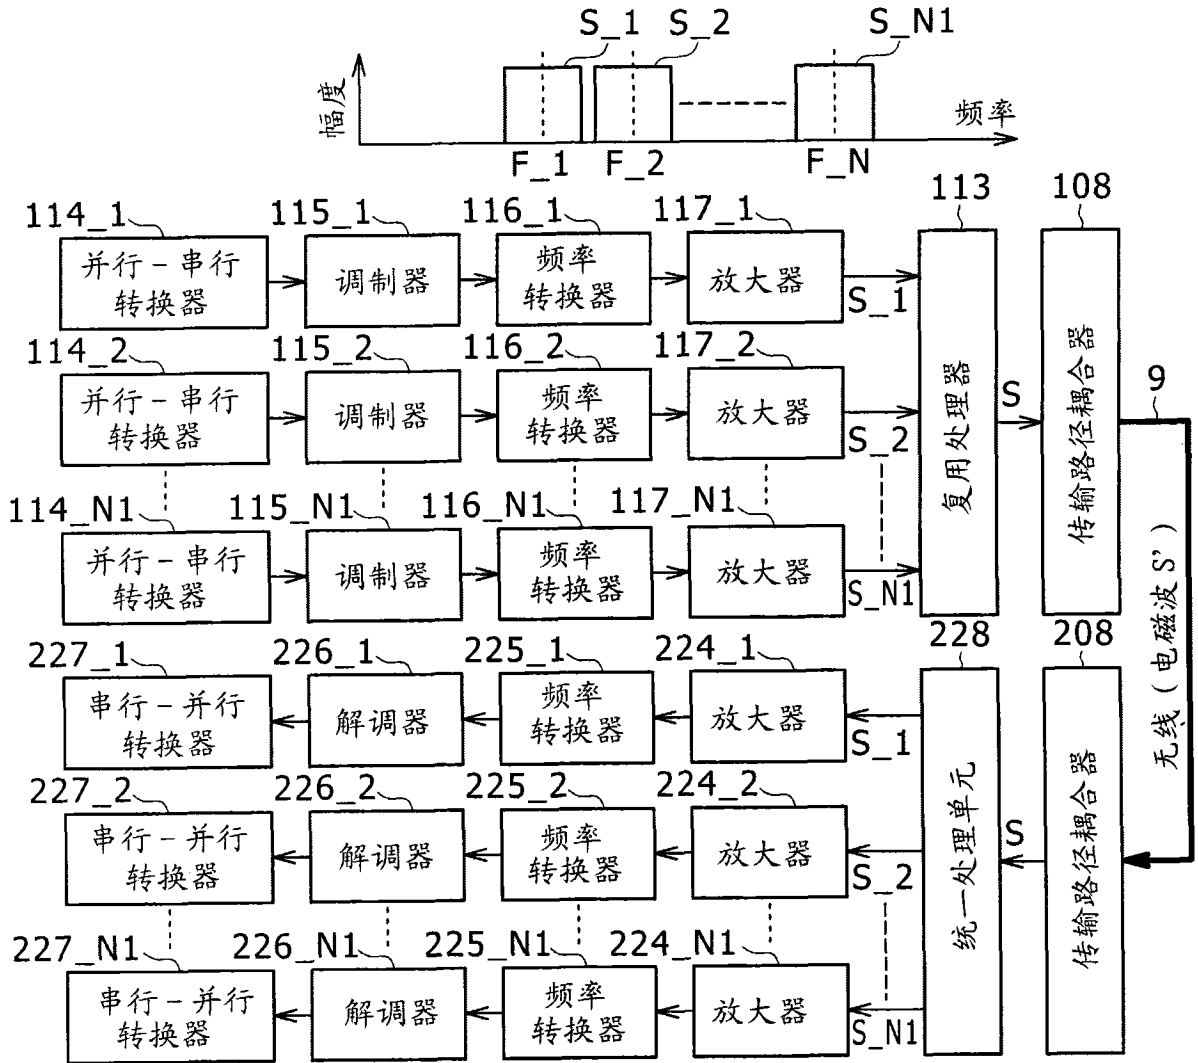 S_1 S_2 S_N1
幅度
频率
F_1 F_2 F_N
114_1 115_1 116_1 117_1 113 108
并行-串行
转换器
调制器
频率
转换器
放大器
S_1
114_2 115_2 116_2 117_2
并行-串行
转换器
调制器
频率
转换器
放大器
S_2
复用处理器
S
传输路径耦合器
9
114_N1 115_N1 116_N1 117_N1
并行-串行
转换器
调制器
频率
转换器
放大器
S_N1
无线(电磁波S')
227_1 226_1 225_1 224_1 228 208
串行-并行
转换器
解调器
频率
转换器
放大器
S_1
227_2 226_2 225_2 224_2
串行-并行
转换器
解调器
频率
转换器
放大器
S_2
统一处理单元
S
传输路径耦合器
227_N1 226_N1 225_N1 224_N1
串行-并行
转换器
解调器
频率
转换器
放大器
S_N1